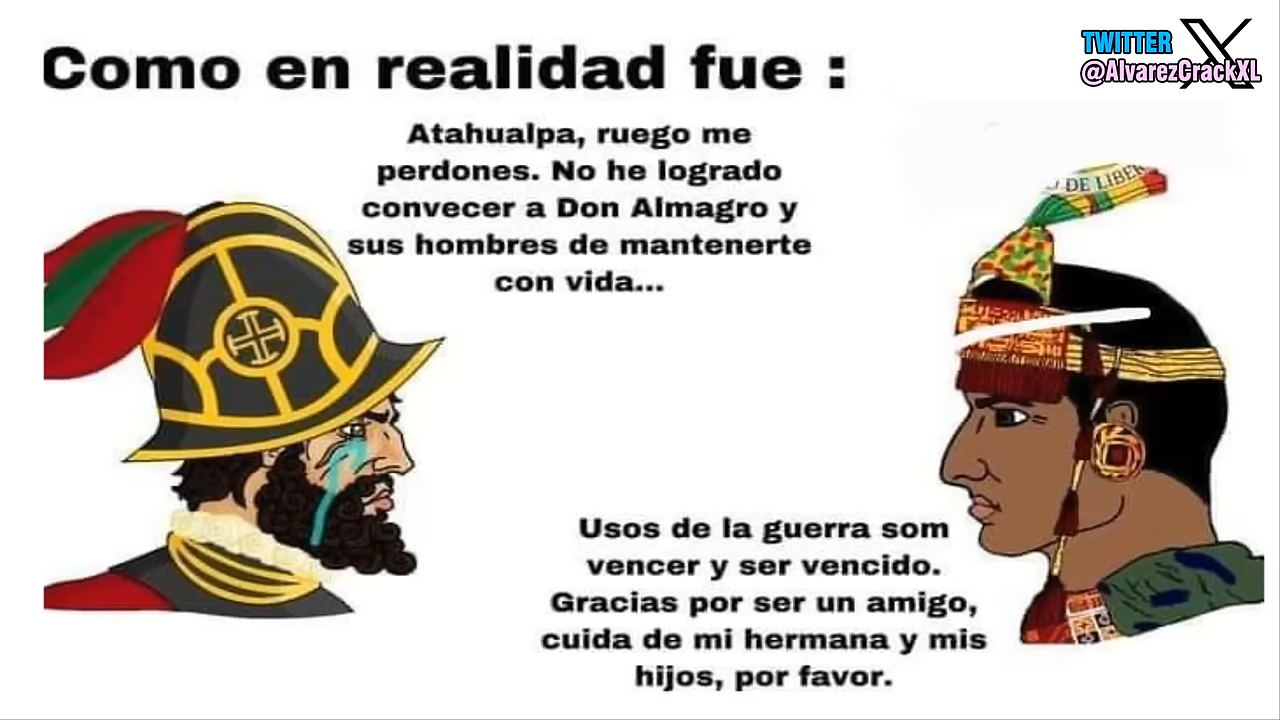 Como en realidad fue :
TWITTER X
@AlvarezCrackXL
Atahualpa, ruego me
perdones. No he logrado
convecer a Don Almagro y
sus hombres de mantenerte
con vida...
DE LIBER
Usos de la guerra som
vencer y ser vencido.
Gracias por ser un amigo,
cuida de mi hermana y mis
hijos, por favor.